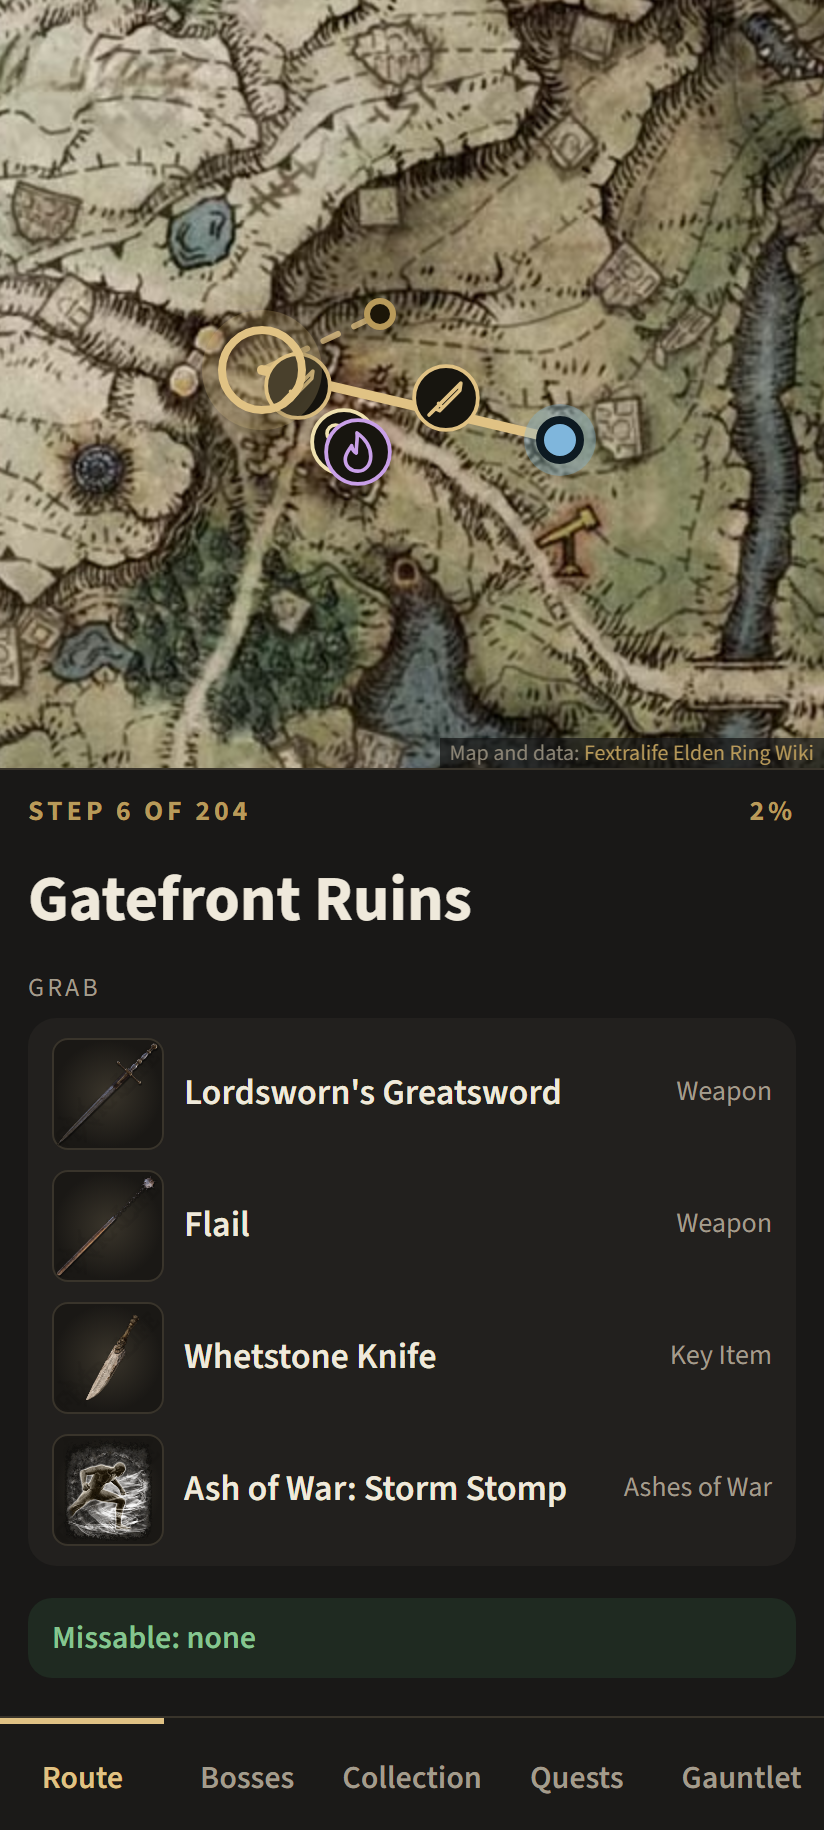 Map and data: Fextralife Elden Ring Wiki
STEP 6 OF 204
2%
Gatefront Ruins
GRAB
Lordsworn's Greatsword
Weapon
Flail
Weapon
Whetstone Knife
Key Item
Ash of War: Storm Stomp
Ashes of War
Missable: none
Route
Bosses
Collection
Quests
Gauntlet